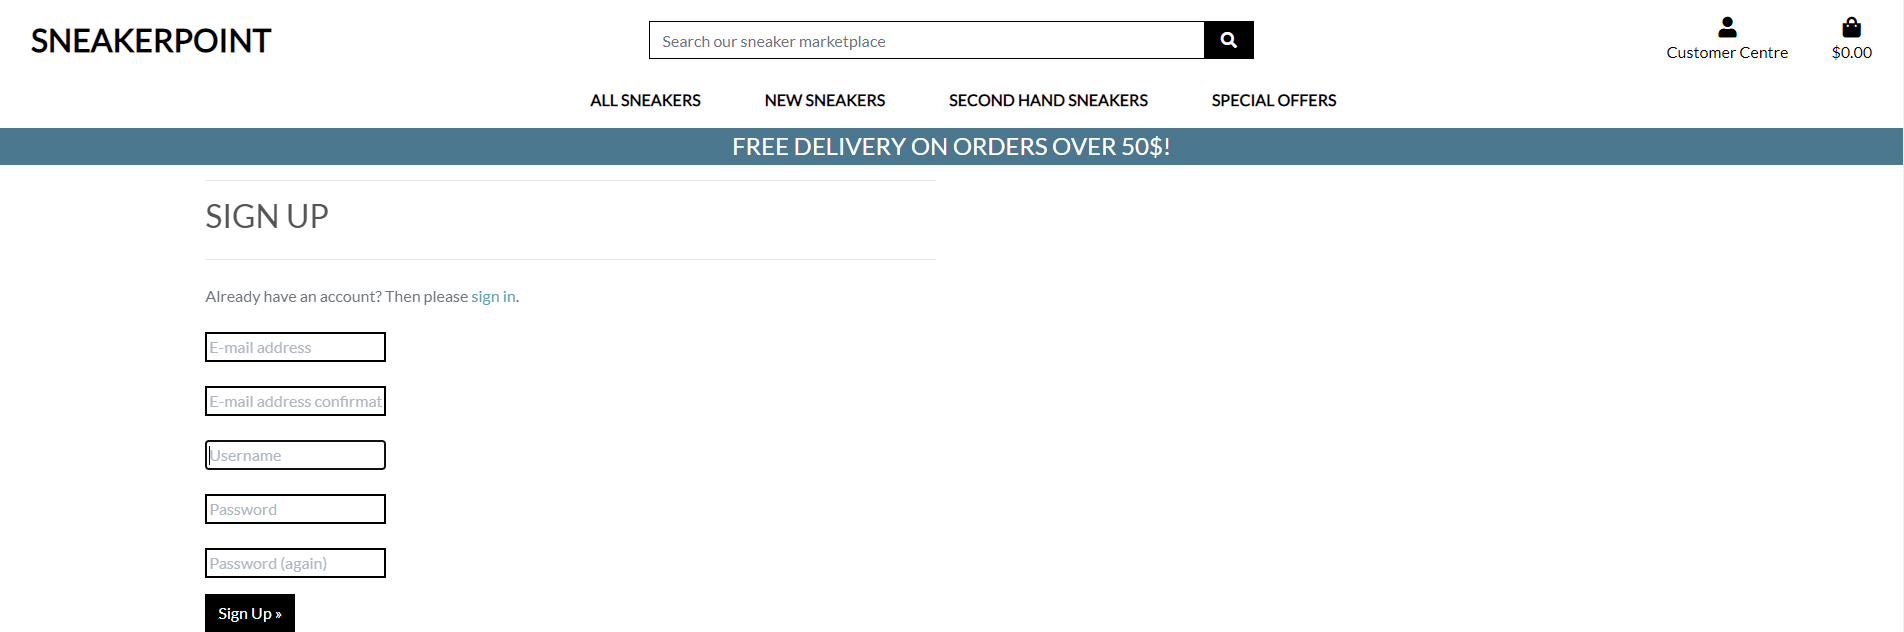 SNEAKERPOINT
Search our sneaker marketplace
Customer Centre
$0.00
ALL SNEAKERS NEW SNEAKERS SECOND HAND SNEAKERS SPECIAL OFFERS
FREE DELIVERY ON ORDERS OVER 50$!
SIGN UP
Already have an account? Then please sign in.
E-mail address
E-mail address confirmat
Username
Password
Password (again)
Sign Up »